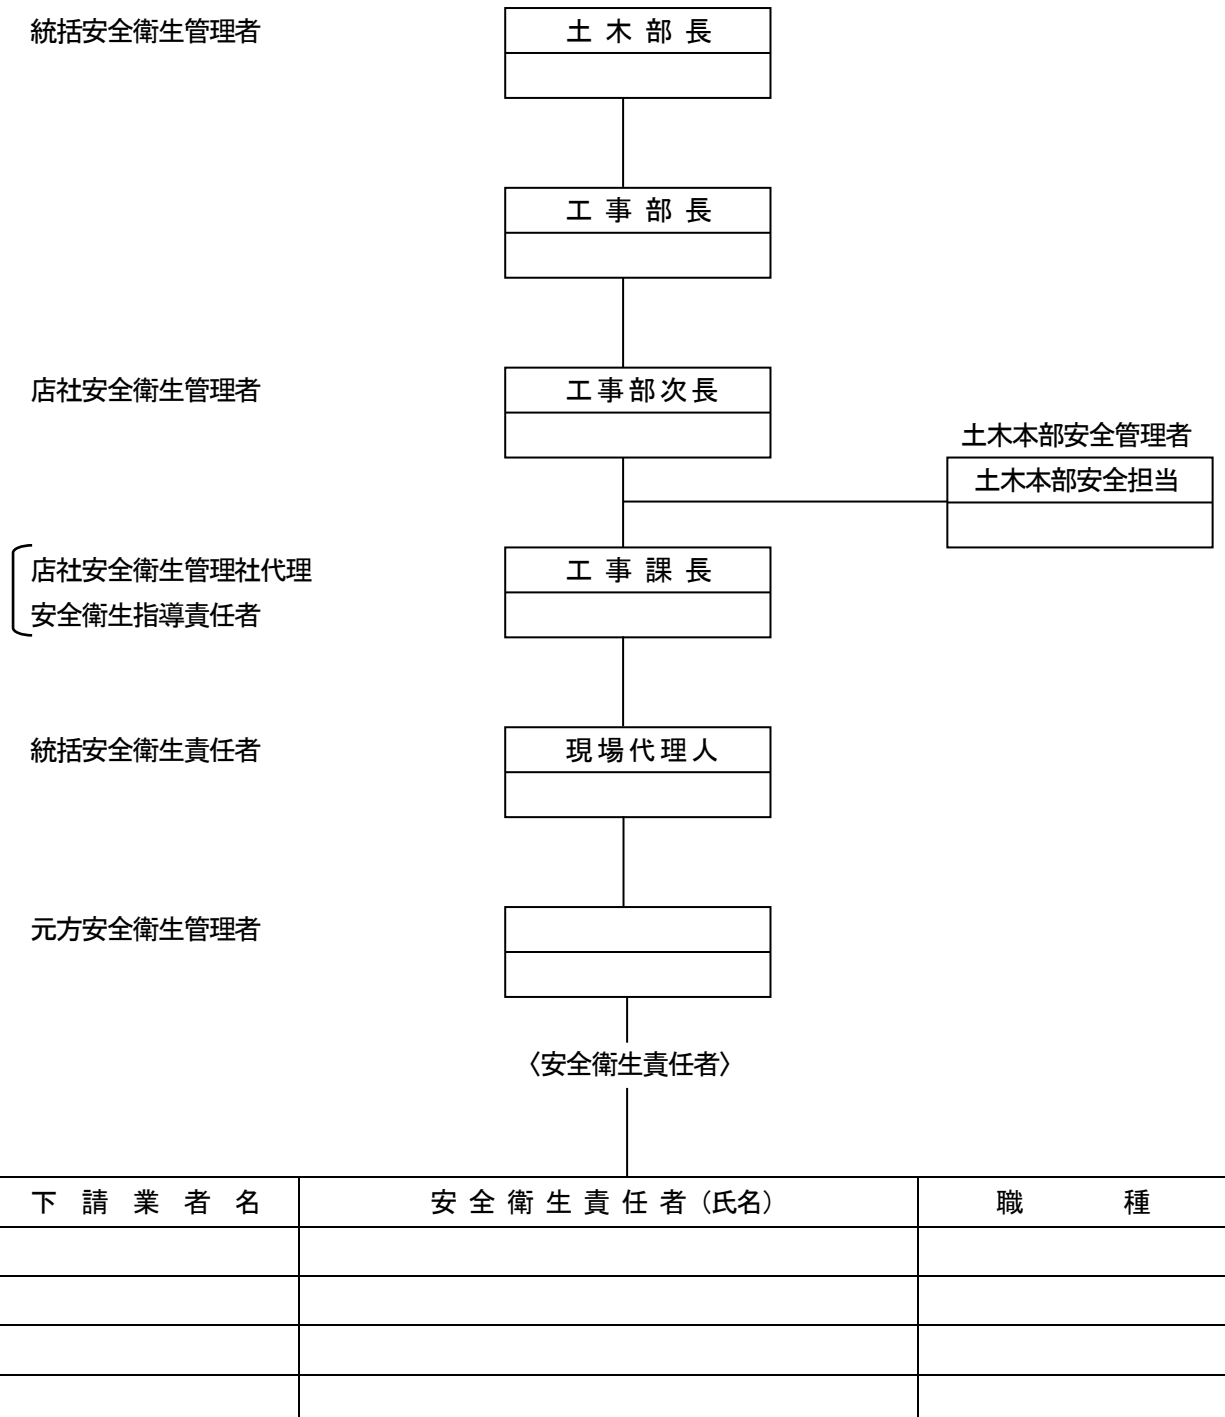 統括安全衛生管理者 土木部長
工事部長
店社安全衛生管理者 工事部次長
土木本部安全管理者
土木本部安全担当
店社安全衛生管理社代理 工事課長
安全衛生指導責任者
統括安全衛生責任者 現場代理人
元方安全衛生管理者
〈安全衛生責任者〉
下請業者名 安全衛生責任者（氏名） 職種